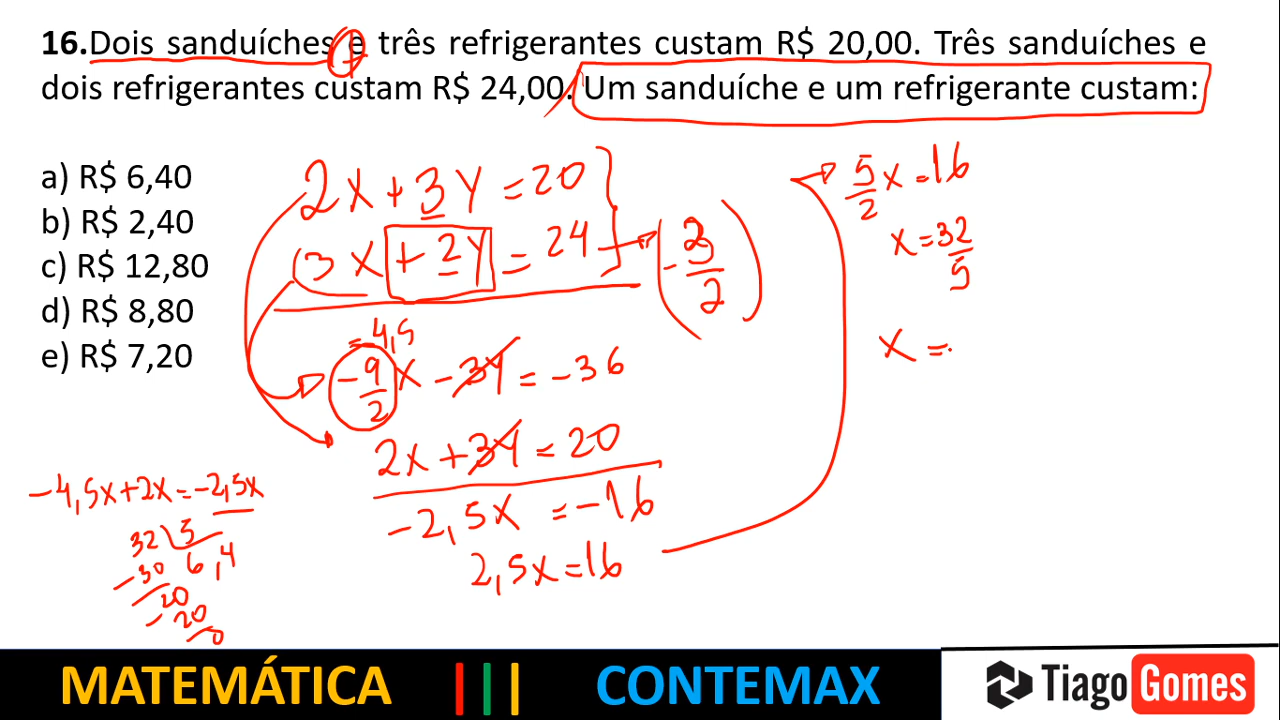 16.Dois sanduíches e três refrigerantes custam R$ 20,00. Três sanduíches e
dois refrigerantes custam R$ 24,00. Um sanduíche e um refrigerante custam:
a) R$ 6,40
b) R$ 2,40
c) R$ 12,80
d) R$ 8,80
e) R$ 7,20
2x+3y=20
3x+2y=24
(-3/2)
=4,5
-9/2x-3y=-36
2x+3y=20
-2,5x=-16
2,5x=16
-4,5x+2x=-2,5x
32 5
-30 6,4
20
-20
0
5/2x=16
x=32/5
x=
MATEMÁTICA ||| CONTEMAX
Tiago Gomes